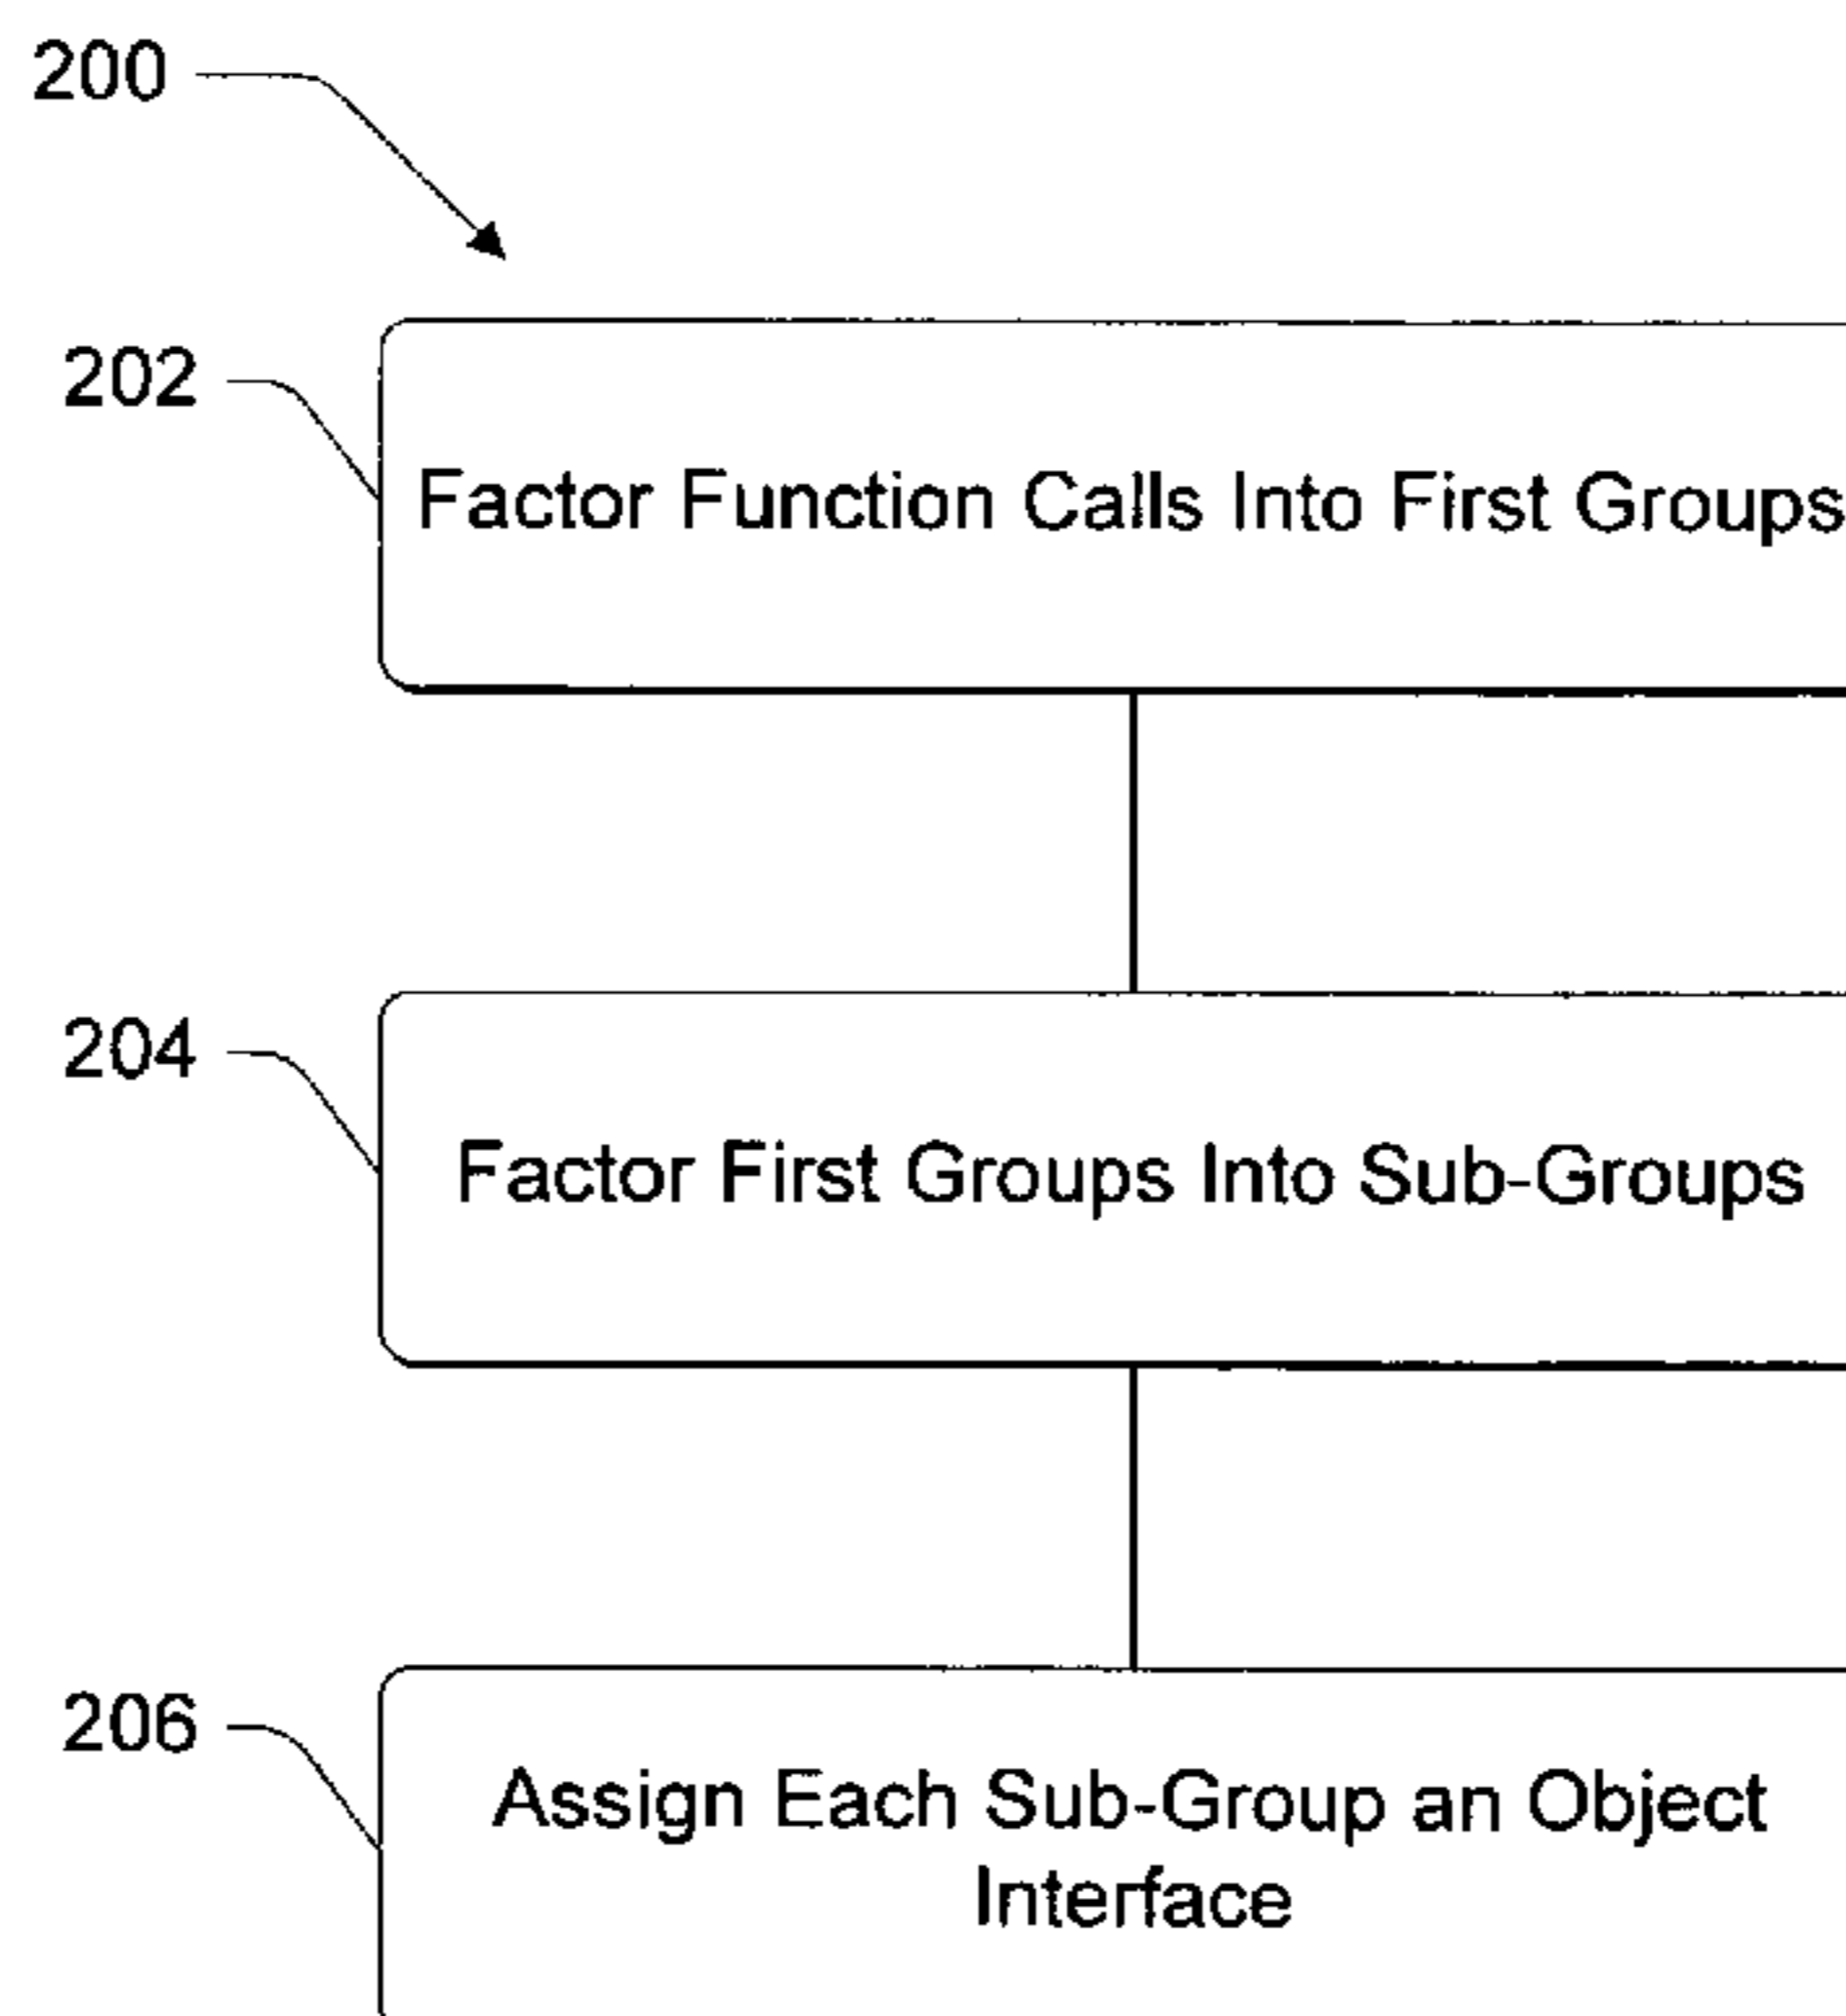 200
202
Factor Function Calls Into First Groups
204
Factor First Groups Into Sub-Groups
206
Assign Each Sub-Group an Object
Interface